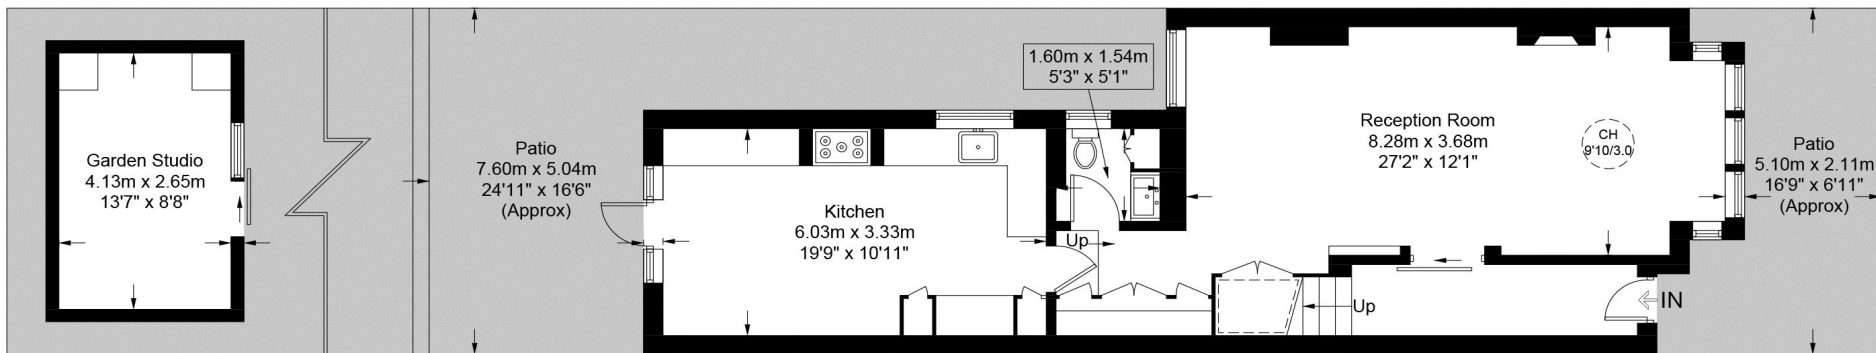 Garden Studio
4.13m x 2.65m
13'7" x 8'8"
Patio
7.60m x 5.04m
24'11" x 16'6"
(Approx)
Kitchen
6.03m x 3.33m
19'9" x 10'11"
1.60m x 1.54m
5'3" x 5'1"
Up
Reception Room
8.28m x 3.68m
27'2" x 12'1"
CH
9'10/3.0
Up
IN
Patio
5.10m x 2.11m
16'9" x 6'11"
(Approx)